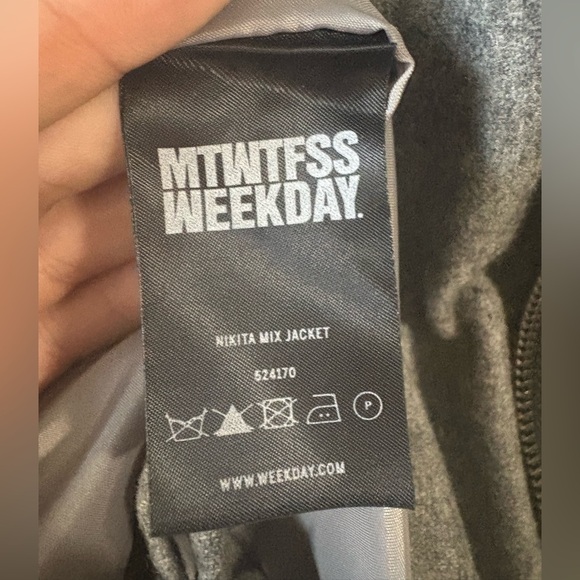 MTWTFSS
WEEKDAY.
NIKITA MIX JACKET
524170
P
WWW.WEEKDAY.COM